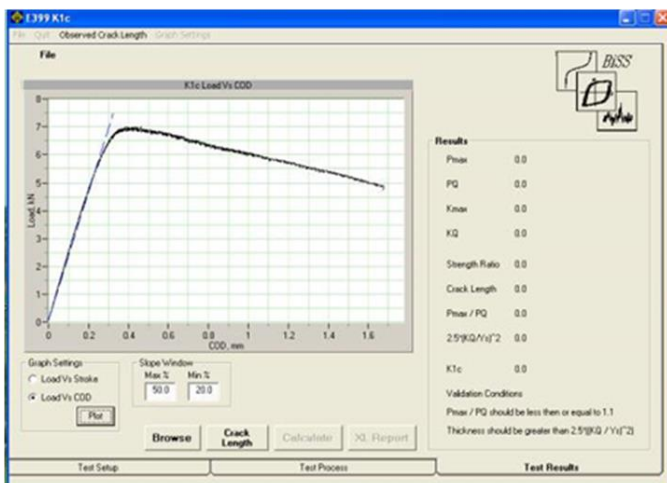 E399 K1c
File Quit Observed Crack Length Graph Settings
File
BiSS
K1c Load Vs COD
8
7
6
5
4
3
2
1
0
Load, kN
0 0.2 0.4 0.6 0.8 1.0 1.2 1.4 1.6
COD, mm
Graph Settings
Load Vs Stroke
Load Vs COD
Plot
Slope Window
Max % Min %
50.0 20.0
Browse Crack Length Calculate XL Report
Results
Pmax 0.0
PQ 0.0
Kmax 0.0
KQ 0.0
Strength Ratio 0.0
Crack Length 0.0
Pmax / PQ 0.0
2.5*(KQ/Ys)^2 0.0
K1c 0.0
Validation Conditions
Pmax / PQ should be less then or equal to 1.1
Thickness should be greater than 2.5*[(KQ / Ys)^2]
Test Setup Test Process Test Results